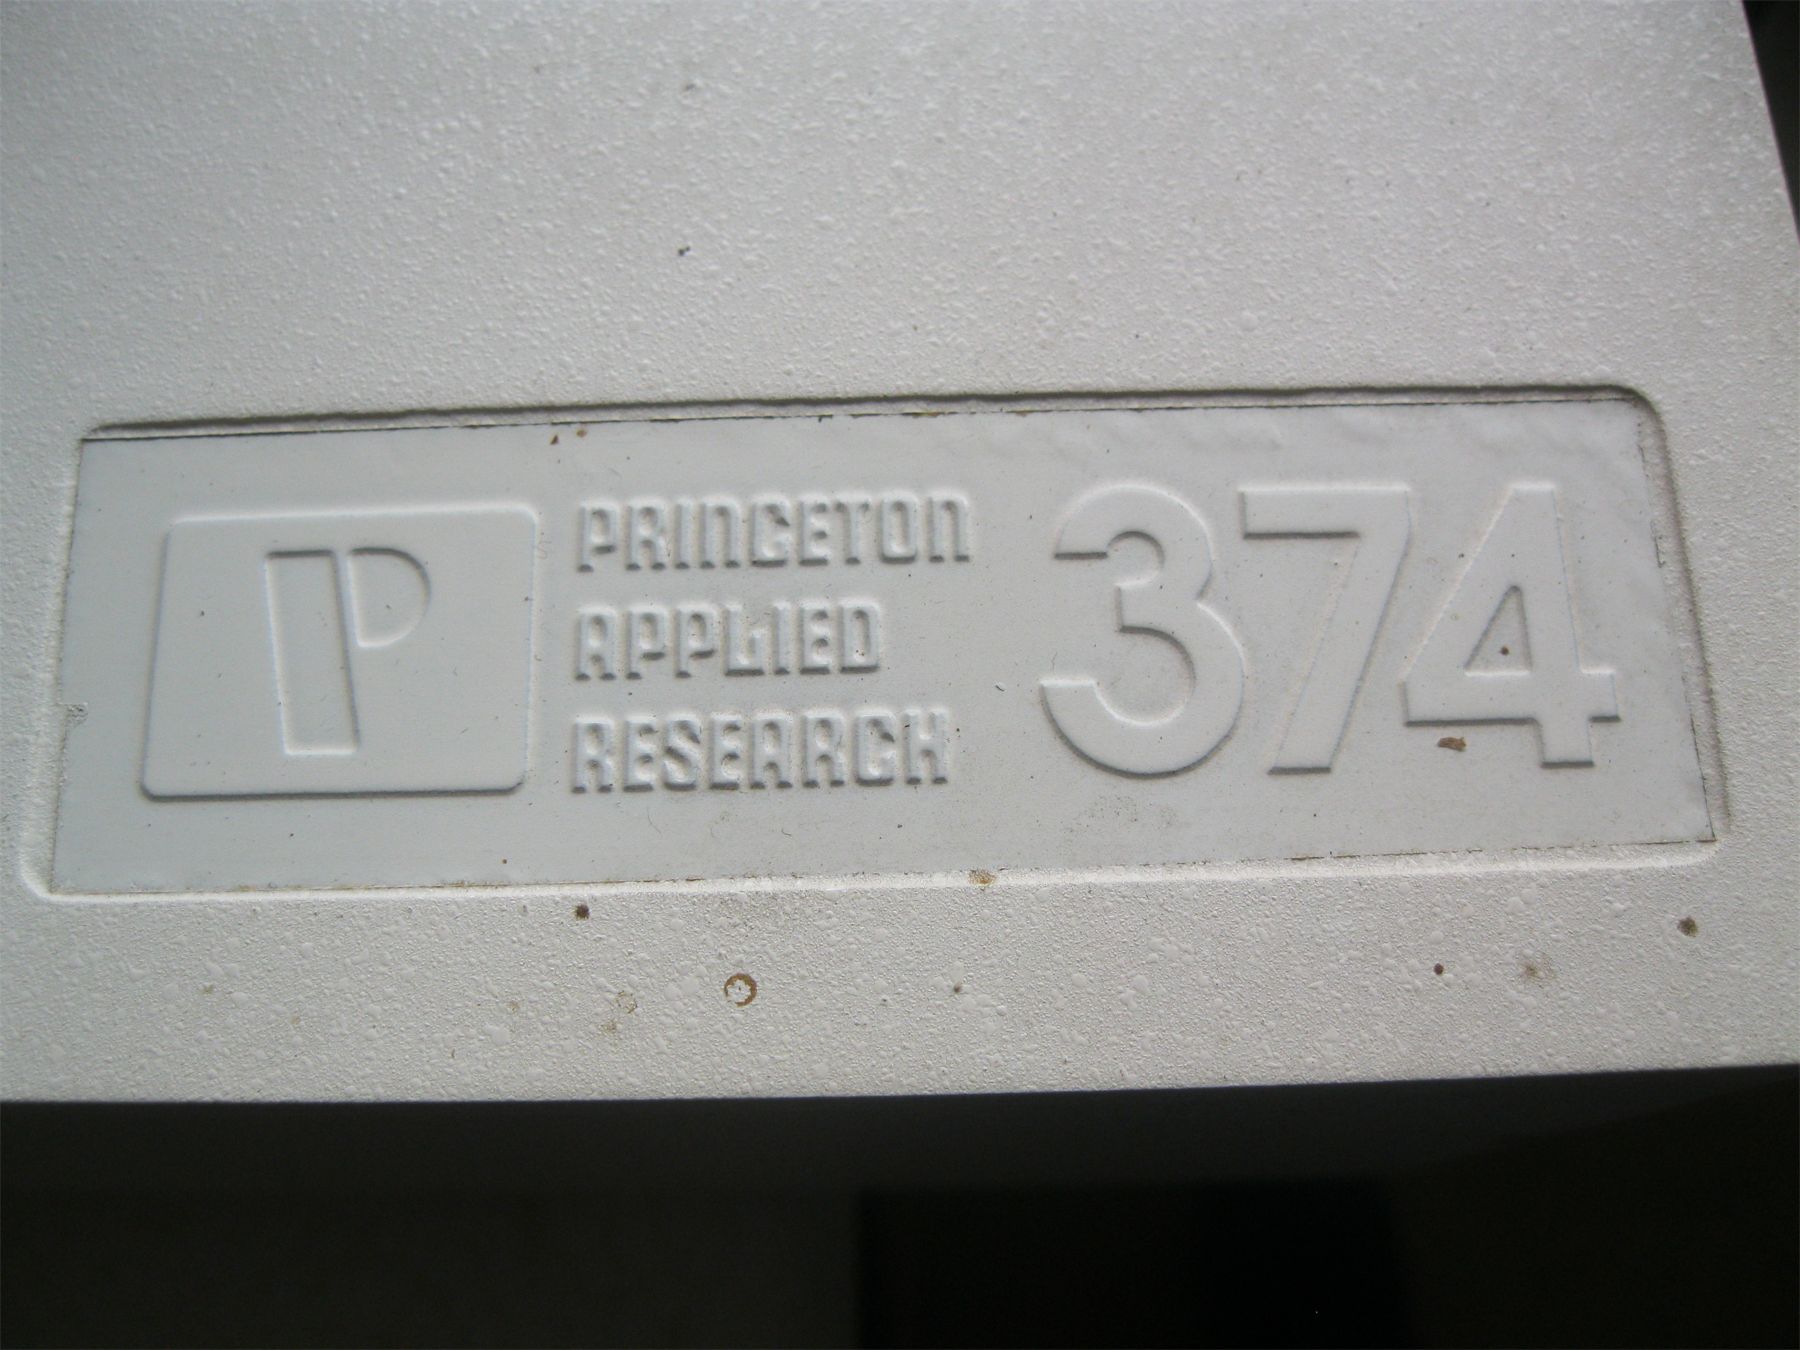 P
PRINCETON
APPLIED
RESEARCH
374